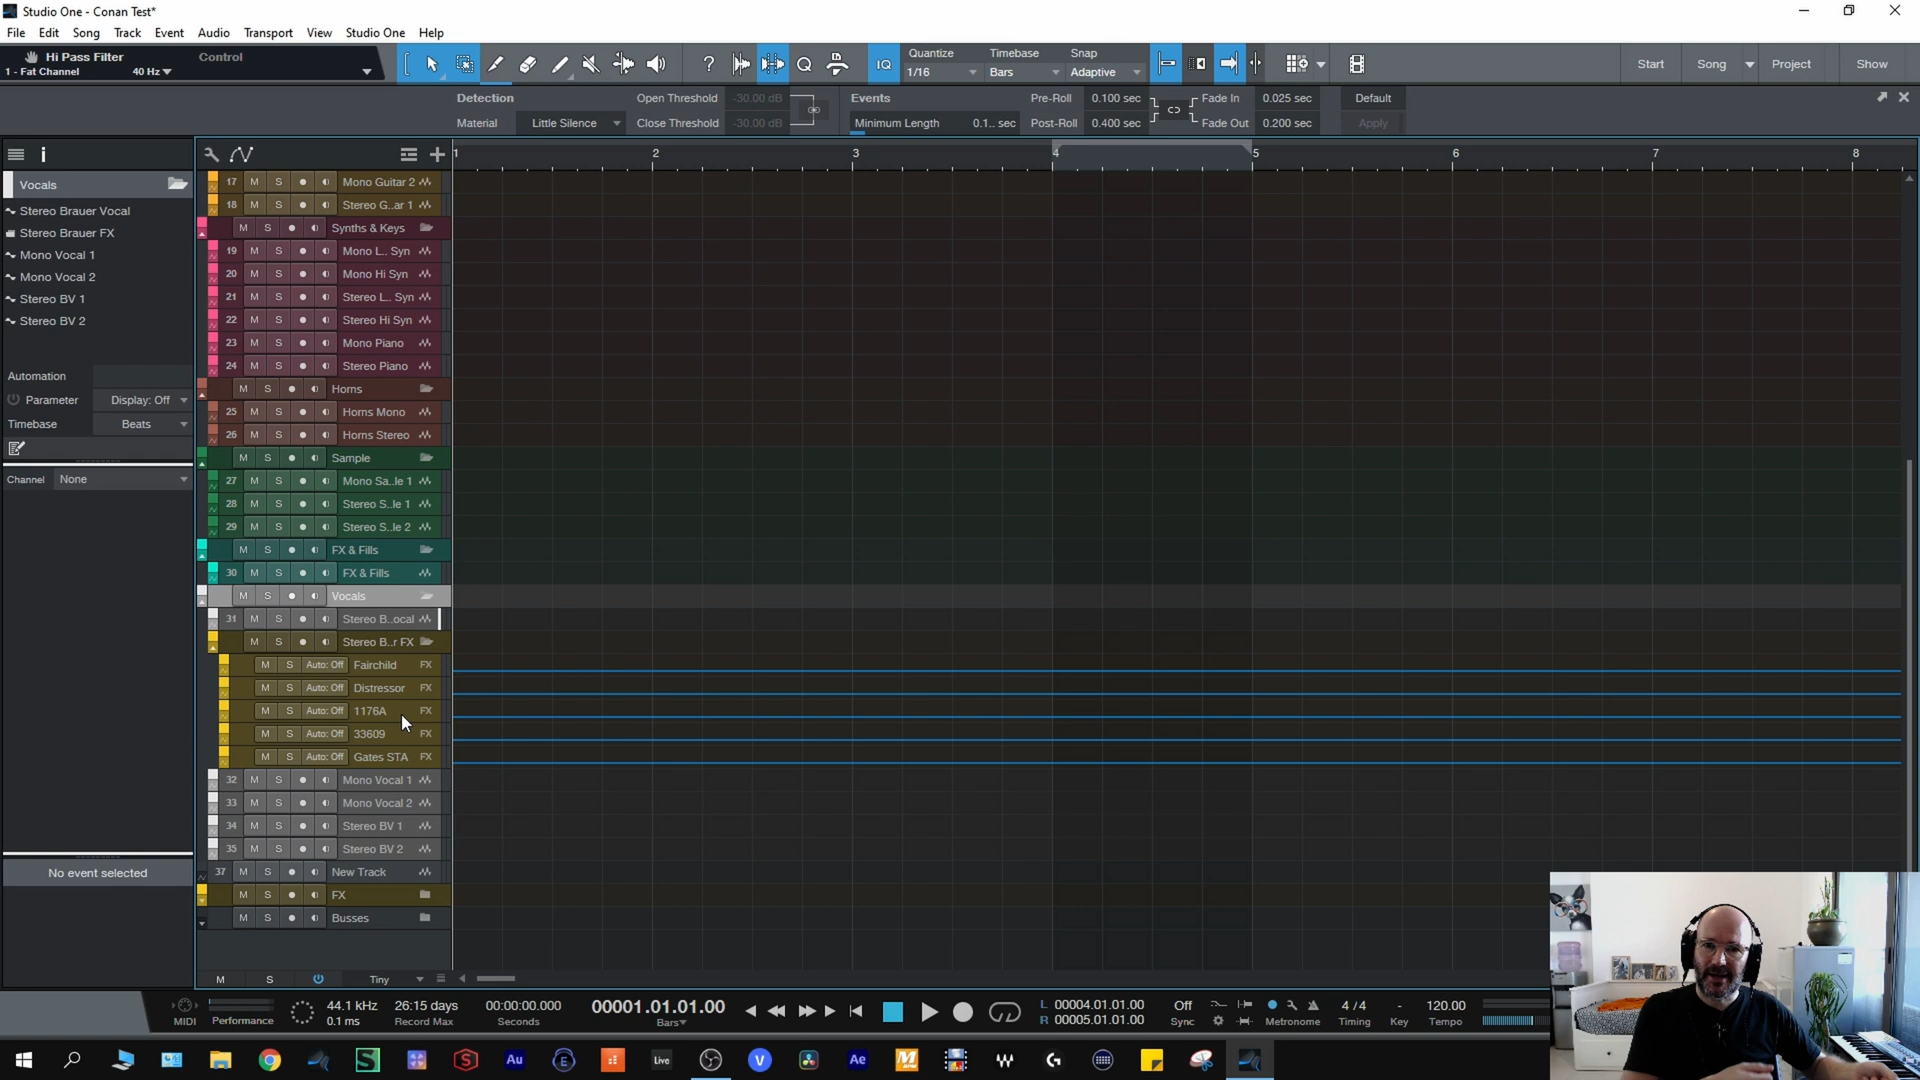 Studio One - Conan Test*
File Edit Song Track Event Audio Transport View Studio One Help
Hi Pass Filter Control
1 - Fat Channel 40 Hz
IQ
Quantize Timebase Snap
1/16 Bars Adaptive
Start Song Project Show
Detection Open Threshold -30.00 dB Events Pre-Roll 0.100 sec Fade In 0.025 sec Default
Material Little Silence Close Threshold -30.00 dB Minimum Length 0.1.. sec Post-Roll 0.400 sec Fade Out 0.200 sec Apply
1 2 3 4 5 6 7 8
Vocals
Stereo Brauer Vocal
Stereo Brauer FX
Mono Vocal 1
Mono Vocal 2
Stereo BV 1
Stereo BV 2
Automation
Parameter Display: Off
Timebase Beats
Channel None
No event selected
17 M S Mono Guitar 2
18 M S Stereo G..ar 1
M S Synths & Keys
19 M S Mono L.. Syn
20 M S Mono Hi Syn
21 M S Stereo L.. Syn
22 M S Stereo Hi Syn
23 M S Mono Piano
24 M S Stereo Piano
M S Horns
25 M S Horns Mono
26 M S Horns Stereo
M S Sample
27 M S Mono Sa..le 1
28 M S Stereo S..le 1
29 M S Stereo S..le 2
M S FX & Fills
30 M S FX & Fills
M S Vocals
31 M S Stereo B..ocal
M S Stereo B..r FX
M S Auto: Off Fairchild FX
M S Auto: Off Distressor FX
M S Auto: Off 1176A FX
M S Auto: Off 33609 FX
M S Auto: Off Gates STA FX
32 M S Mono Vocal 1
33 M S Mono Vocal 2
34 M S Stereo BV 1
35 M S Stereo BV 2
37 M S New Track
M S FX
M S Busses
M S Tiny
MIDI Performance
44.1 kHz 26:15 days 00:00:00.000 00001.01.01.00
0.1 ms Record Max Seconds Bars
L 00004.01.01.00 Off 4 / 4 - 120.00
R 00005.01.01.00 Sync Metronome Timing Key Tempo
S Au E Live V Ae M W G